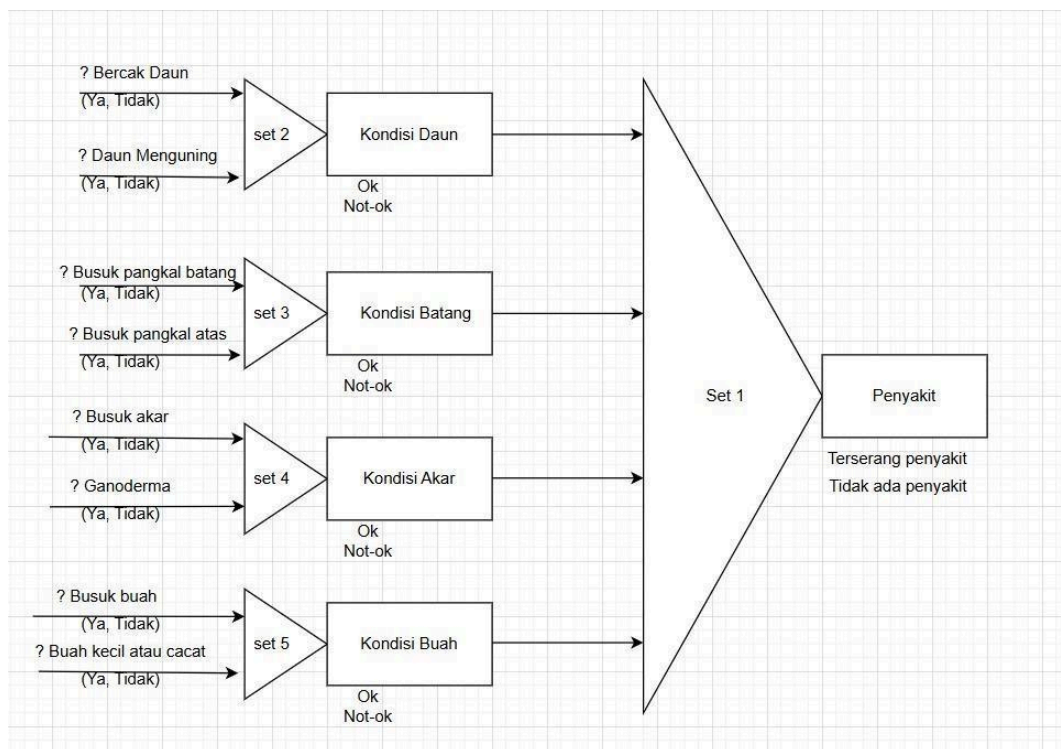 ? Bercak Daun
(Ya, Tidak)
? Daun Menguning
(Ya, Tidak)
set 2
Kondisi Daun
Ok
Not-ok
? Busuk pangkal batang
(Ya, Tidak)
? Busuk pangkal atas
(Ya, Tidak)
set 3
Kondisi Batang
Ok
Not-ok
? Busuk akar
(Ya, Tidak)
? Ganoderma
(Ya, Tidak)
set 4
Kondisi Akar
Ok
Not-ok
? Busuk buah
(Ya, Tidak)
? Buah kecil atau cacat
(Ya, Tidak)
set 5
Kondisi Buah
Ok
Not-ok
Set 1
Penyakit
Terserang penyakit
Tidak ada penyakit